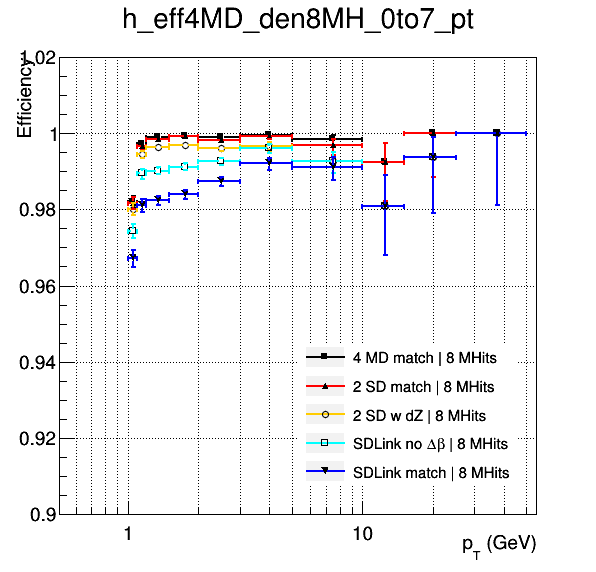 h_eff4MD_den8MH_0to7_pt
Efficiency
1.02
1
0.98
0.96
0.94
0.92
0.9
4 MD match | 8 MHits
2 SD match | 8 MHits
2 SD w dZ | 8 MHits
SDLink no Δβ | 8 MHits
SDLink match | 8 MHits
1
10
p_T (GeV)